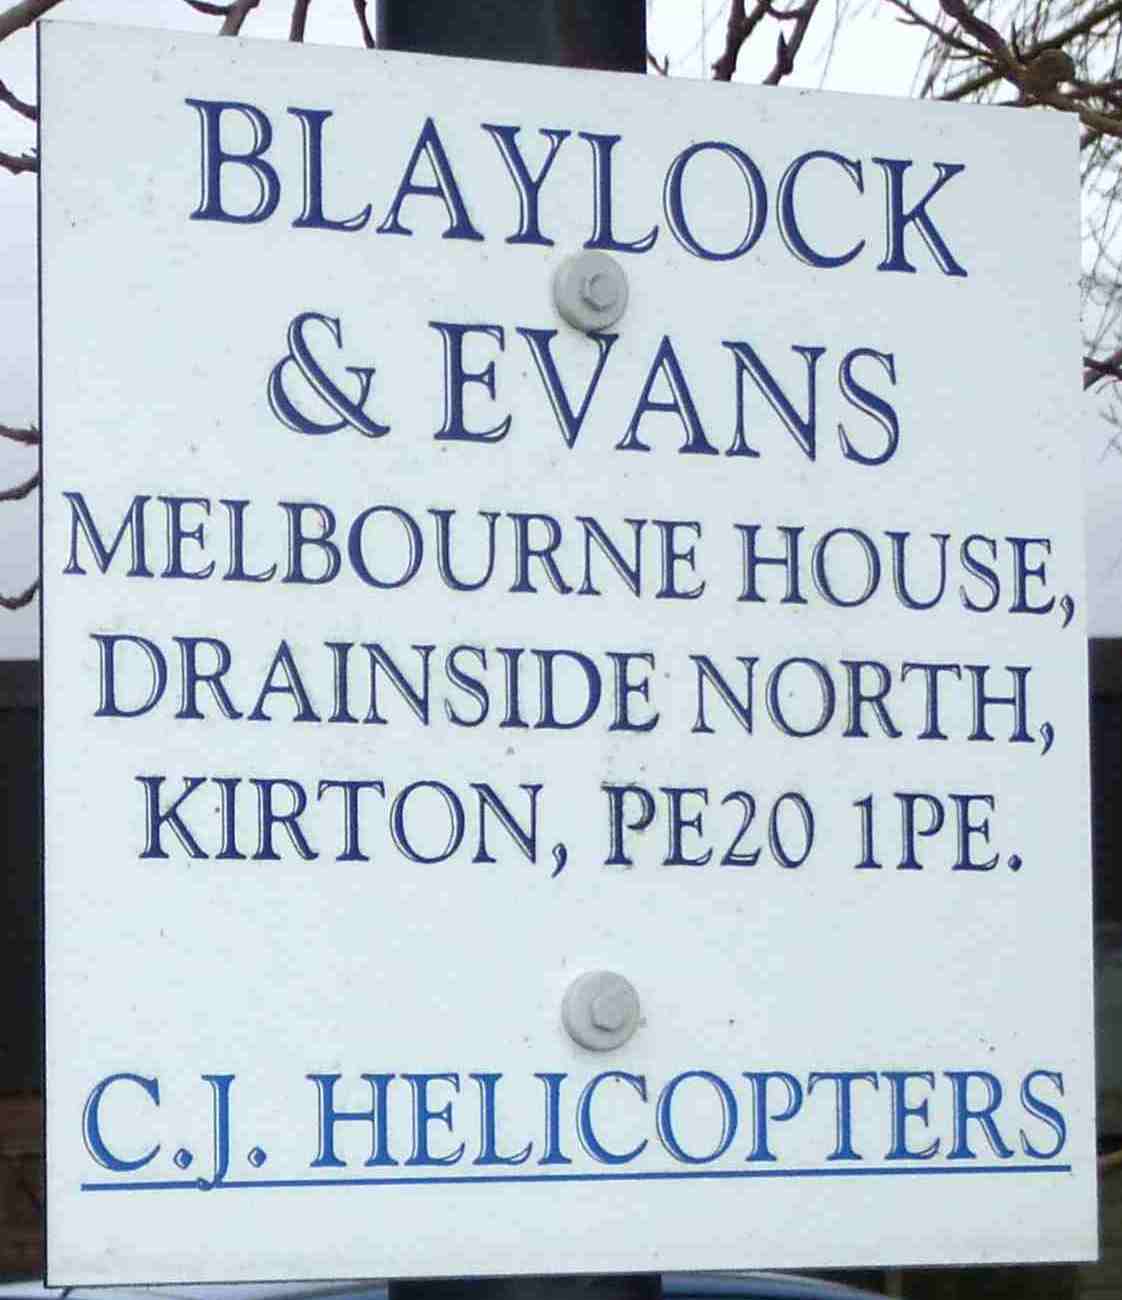 BLAYLOCK
& EVANS
MELBOURNE HOUSE,
DRAINSIDE NORTH,
KIRTON, PE20 1PE.
C.J. HELICOPTERS